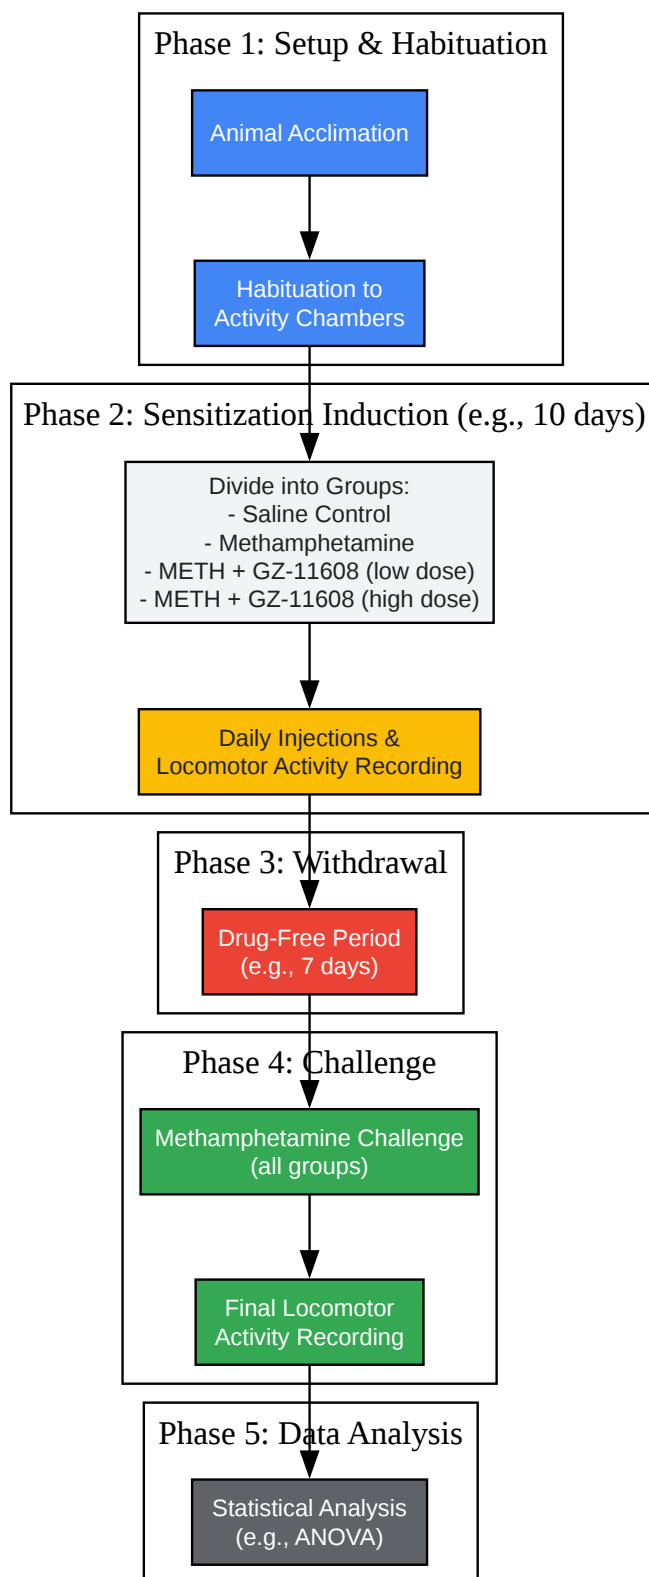 Phase 1: Setup & Habituation
Animal Acclimation
Habituation to
Activity Chambers
Phase 2: Sensitization Induction (e.g., 10 days)
Divide into Groups:
- Saline Control
- Methamphetamine
- METH + GZ-11608 (low dose)
- METH + GZ-11608 (high dose)
Daily Injections &
Locomotor Activity Recording
Phase 3: Withdrawal
Drug-Free Period
(e.g., 7 days)
Phase 4: Challenge
Methamphetamine Challenge
(all groups)
Final Locomotor
Activity Recording
Phase 5: Data Analysis
Statistical Analysis
(e.g., ANOVA)